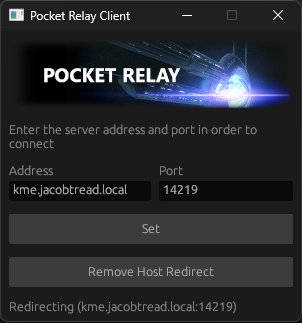 Pocket Relay Client
POCKET RELAY
Enter the server address and port in order to
connect
Address Port
kme.jacobtread.local 14219
Set
Remove Host Redirect
Redirecting (kme.jacobtread.local:14219)